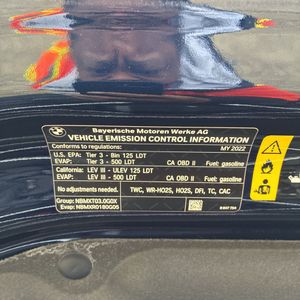 BMW
Bayerische Motoren Werke AG
VEHICLE EMISSION CONTROL INFORMATION
Conforms to regulations: MY 2022
U.S. EPA: Tier 3 - Bin 125 LDT
EVAP: Tier 3 - 500 LDT CA OBD II Fuel: gasoline
California: LEV III - ULEV 125 LDT
EVAP: LEV III - 500 LDT CA OBD II Fuel: gasoline
No adjustments needed. TWC, WR-HO2S, HO2S, DFI, TC, CAC
Group: NBMXT03.0G0X
Evap: NBMXR0180G05